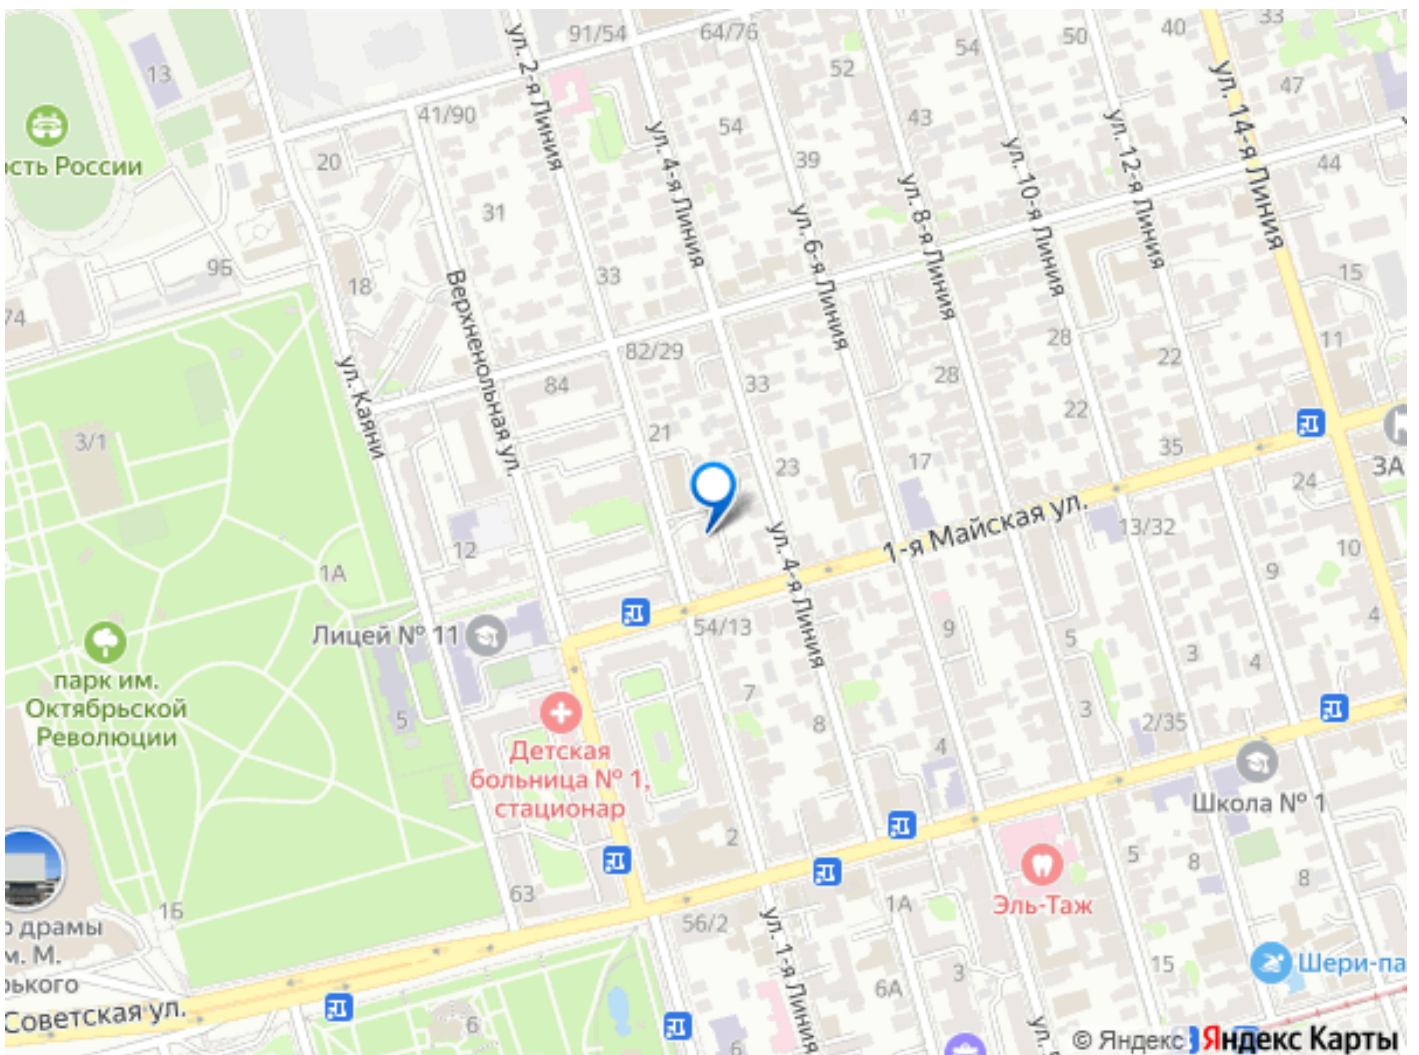 91/54
64/76
ул. 2-я Линия
13
52
54
50
40
33
47
ул. 14-я Линия
41/90
ул. 4-я Линия
54
43
ул. 12-я Линия
ость России
20
39
ул. 10-я Линия
44
31
ул. 6-я Линия
ул. 8-я Линия
9Б
18
33
15
74
Верхненольная ул.
82/29
28
22
11
ул. Каяни
84
33
28
22
3/1
21
23
17
35
24
ЗА
12
ул. 4-я Линия
1-я Майская ул.
13/32
10
1А
9
4
Лицей № 11
54/13
9
5
3
4
парк им.
Октябрьской
Революции
5
7
8
3
2/35
4
Детская
больница № 1,
стационар
2
Школа № 1
63
1Б
56/2
ул. 1-я Линия
1А
Эль-Таж
5
8
8
о драмы
м. М.
рького
15
Шери-па
3
6А
Советская ул.
6
6
ул.
© Яндекс
Яндекс Карты